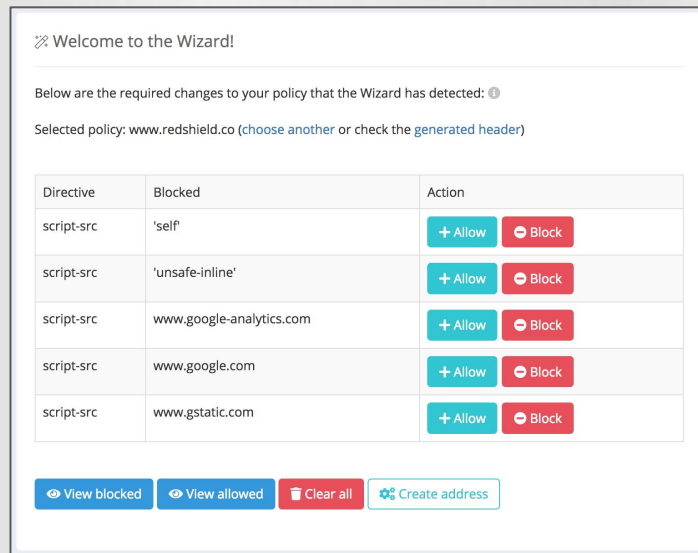 Welcome to the Wizard!
Below are the required changes to your policy that the Wizard has detected:
Selected policy: www.redshield.co (choose another or check the generated header)
Directive Blocked Action
script-src 'self' Allow Block
script-src 'unsafe-inline' Allow Block
script-src www.google-analytics.com Allow Block
script-src www.google.com Allow Block
script-src www.gstatic.com Allow Block
View blocked View allowed Clear all Create address